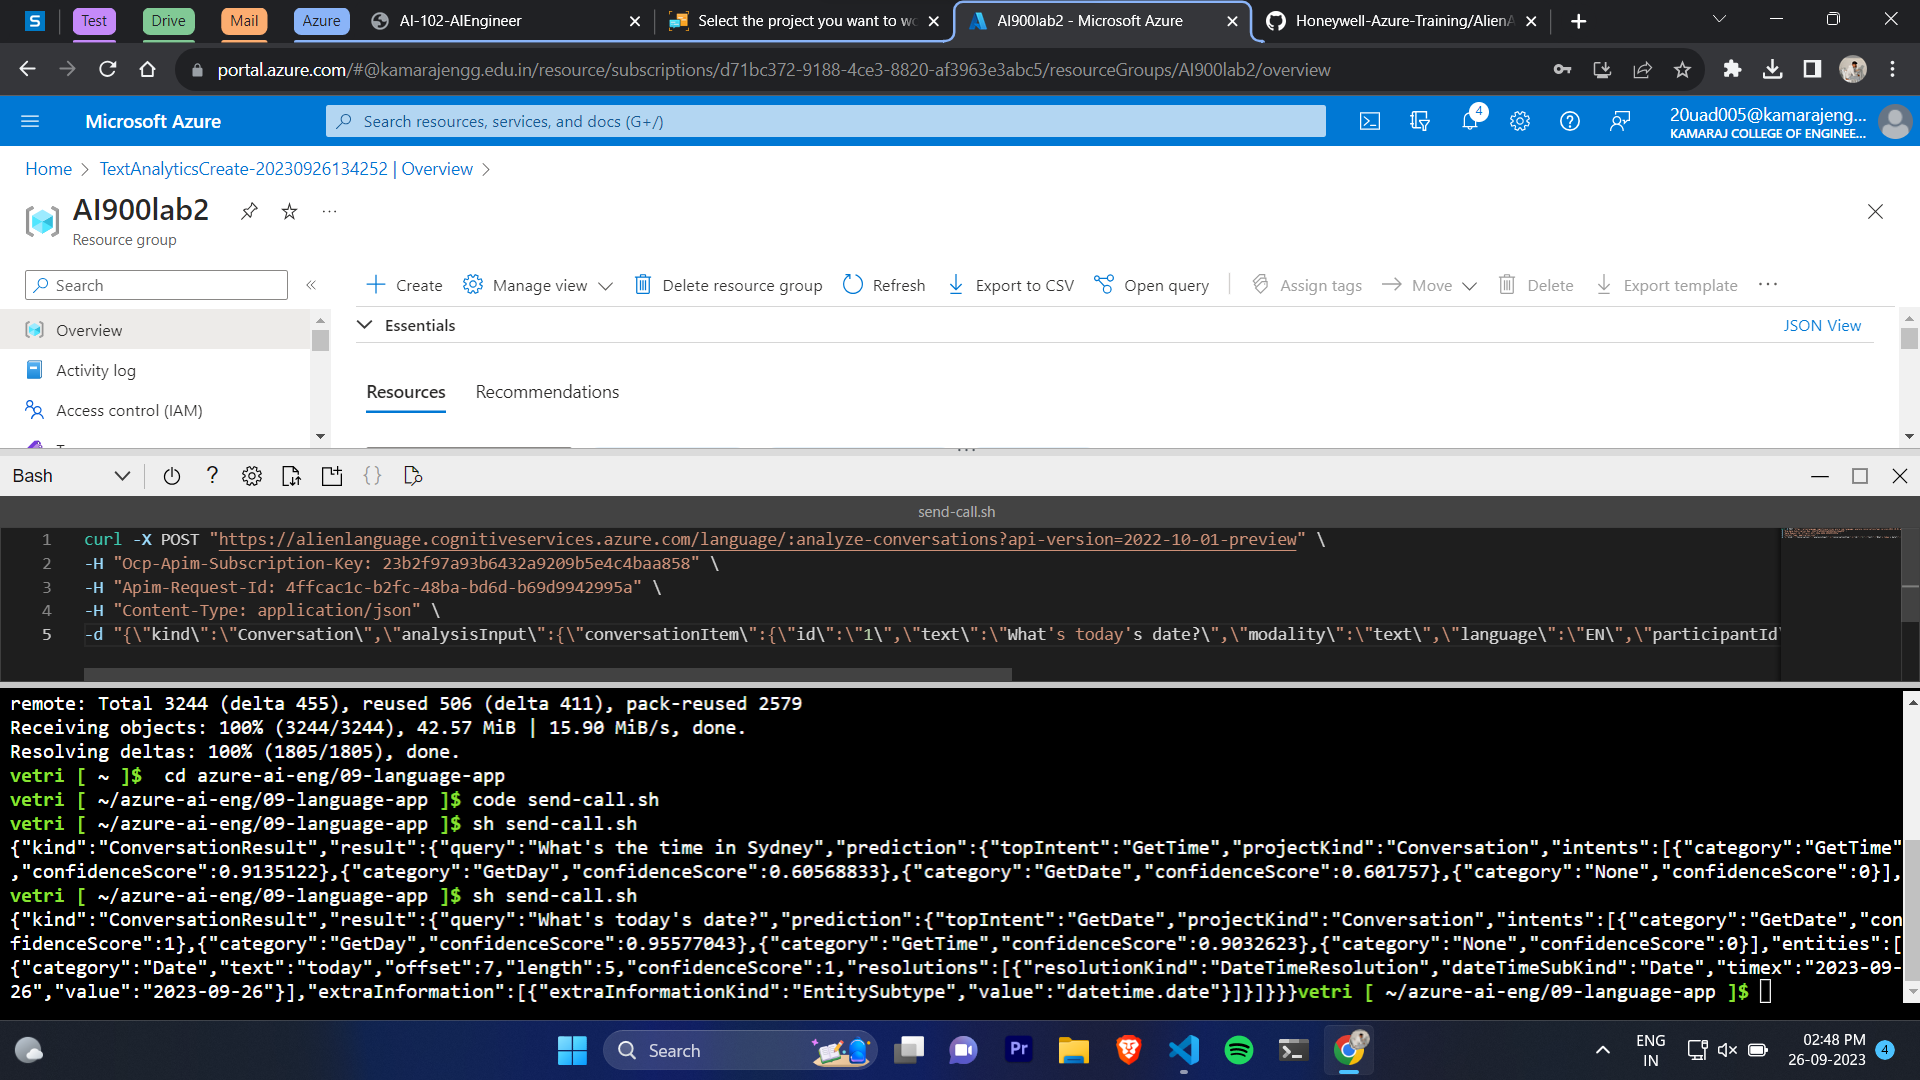 S Test Drive Mail Azure AI-102-AIEngineer Select the project you want to wo AI900lab2 - Microsoft Azure Honeywell-Azure-Training/AlienA
portal.azure.com/#@kamarajengg.edu.in/resource/subscriptions/d71bc372-9188-4ce3-8820-af3963e3abc5/resourceGroups/AI900lab2/overview
Microsoft Azure Search resources, services, and docs (G+/) 4 20uad005@kamarajeng...
KAMARAJ COLLEGE OF ENGINEE...
Home > TextAnalyticsCreate-20230926134252 | Overview >
AI900lab2
Resource group
Search « Create Manage view Delete resource group Refresh Export to CSV Open query Assign tags Move Delete Export template ...
Overview Essentials JSON View
Activity log
Resources Recommendations
Access control (IAM)
Bash ? {}
send-call.sh
1 curl -X POST "https://alienlanguage.cognitiveservices.azure.com/language/:analyze-conversations?api-version=2022-10-01-preview" \
2 -H "Ocp-Apim-Subscription-Key: 23b2f97a93b6432a9209b5e4c4baa858" \
3 -H "Apim-Request-Id: 4ffcac1c-b2fc-48ba-bd6d-b69d9942995a" \
4 -H "Content-Type: application/json" \
5 -d "{\"kind\":\"Conversation\",\"analysisInput\":{\"conversationItem\":{\"id\":\"1\",\"text\":\"What's today's date?\",\"modality\":\"text\",\"language\":\"EN\",\"participantId\
remote: Total 3244 (delta 455), reused 506 (delta 411), pack-reused 2579
Receiving objects: 100% (3244/3244), 42.57 MiB | 15.90 MiB/s, done.
Resolving deltas: 100% (1805/1805), done.
vetri [ ~ ]$  cd azure-ai-eng/09-language-app
vetri [ ~/azure-ai-eng/09-language-app ]$ code send-call.sh
vetri [ ~/azure-ai-eng/09-language-app ]$ sh send-call.sh
{"kind":"ConversationResult","result":{"query":"What's the time in Sydney","prediction":{"topIntent":"GetTime","projectKind":"Conversation","intents":[{"category":"GetTime"
,"confidenceScore":0.9135122},{"category":"GetDay","confidenceScore":0.60568833},{"category":"GetDate","confidenceScore":0.601757},{"category":"None","confidenceScore":0}],
vetri [ ~/azure-ai-eng/09-language-app ]$ sh send-call.sh
{"kind":"ConversationResult","result":{"query":"What's today's date?","prediction":{"topIntent":"GetDate","projectKind":"Conversation","intents":[{"category":"GetDate","con
fidenceScore":1},{"category":"GetDay","confidenceScore":0.95577043},{"category":"GetTime","confidenceScore":0.9032623},{"category":"None","confidenceScore":0}],"entities":[
{"category":"Date","text":"today","offset":7,"length":5,"confidenceScore":1,"resolutions":[{"resolutionKind":"DateTimeResolution","dateTimeSubKind":"Date","timex":"2023-09-
26","value":"2023-09-26"}],"extraInformation":[{"extraInformationKind":"EntitySubtype","value":"datetime.date"}]}]}}}vetri [ ~/azure-ai-eng/09-language-app ]$
Search Pr ENG 02:48 PM
IN 26-09-2023 4